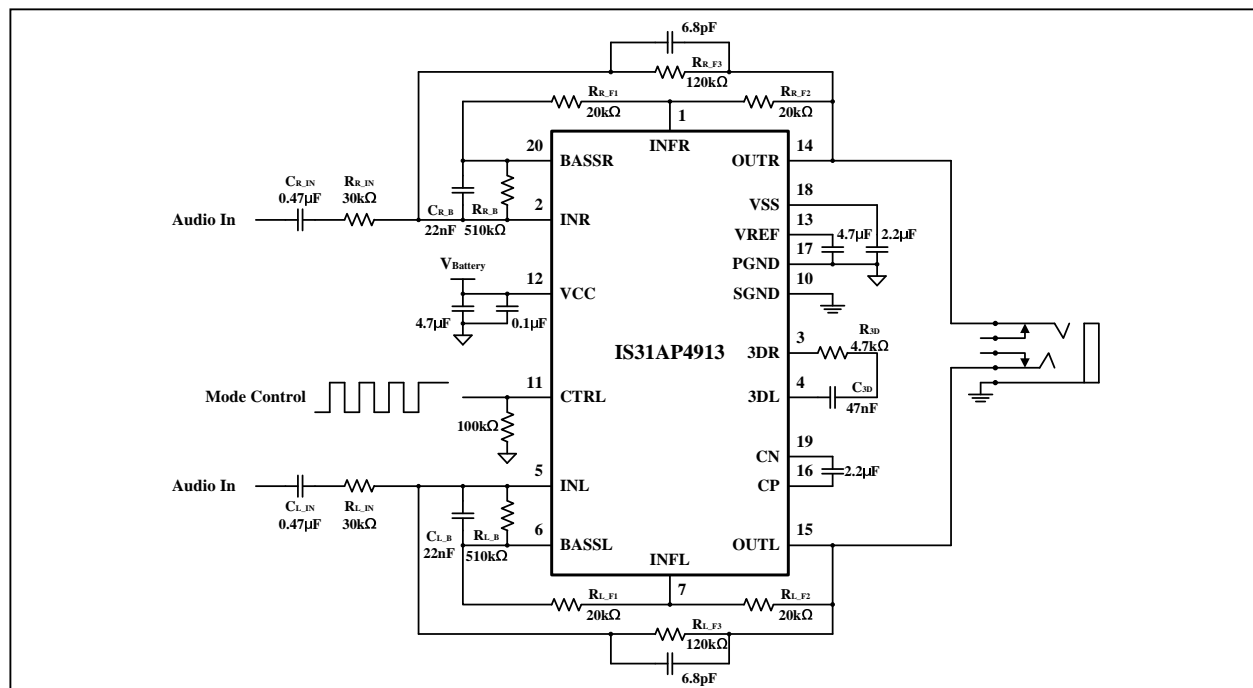 6.8pF
RR_F3
120kΩ
RR_F1
20kΩ
RR_F2
20kΩ
1
INFR
20
BASSR
14
OUTR
CR_IN
0.47μF
RR_IN
30kΩ
Audio In
CR_B
22nF
RR_B
510kΩ
2
INR
18
VSS
13
VREF
4.7μF
2.2μF
17
PGND
VBattery
12
VCC
10
SGND
4.7μF
0.1μF
IS31AP4913
3
3DR
R3D
4.7kΩ
4
3DL
C3D
47nF
Mode Control
11
CTRL
100kΩ
19
CN
16
CP
2.2μF
Audio In
CL_IN
0.47μF
RL_IN
30kΩ
5
INL
CL_B
22nF
RL_B
510kΩ
6
BASSL
15
OUTL
INFL
7
RL_F1
20kΩ
RL_F2
20kΩ
RL_F3
120kΩ
6.8pF